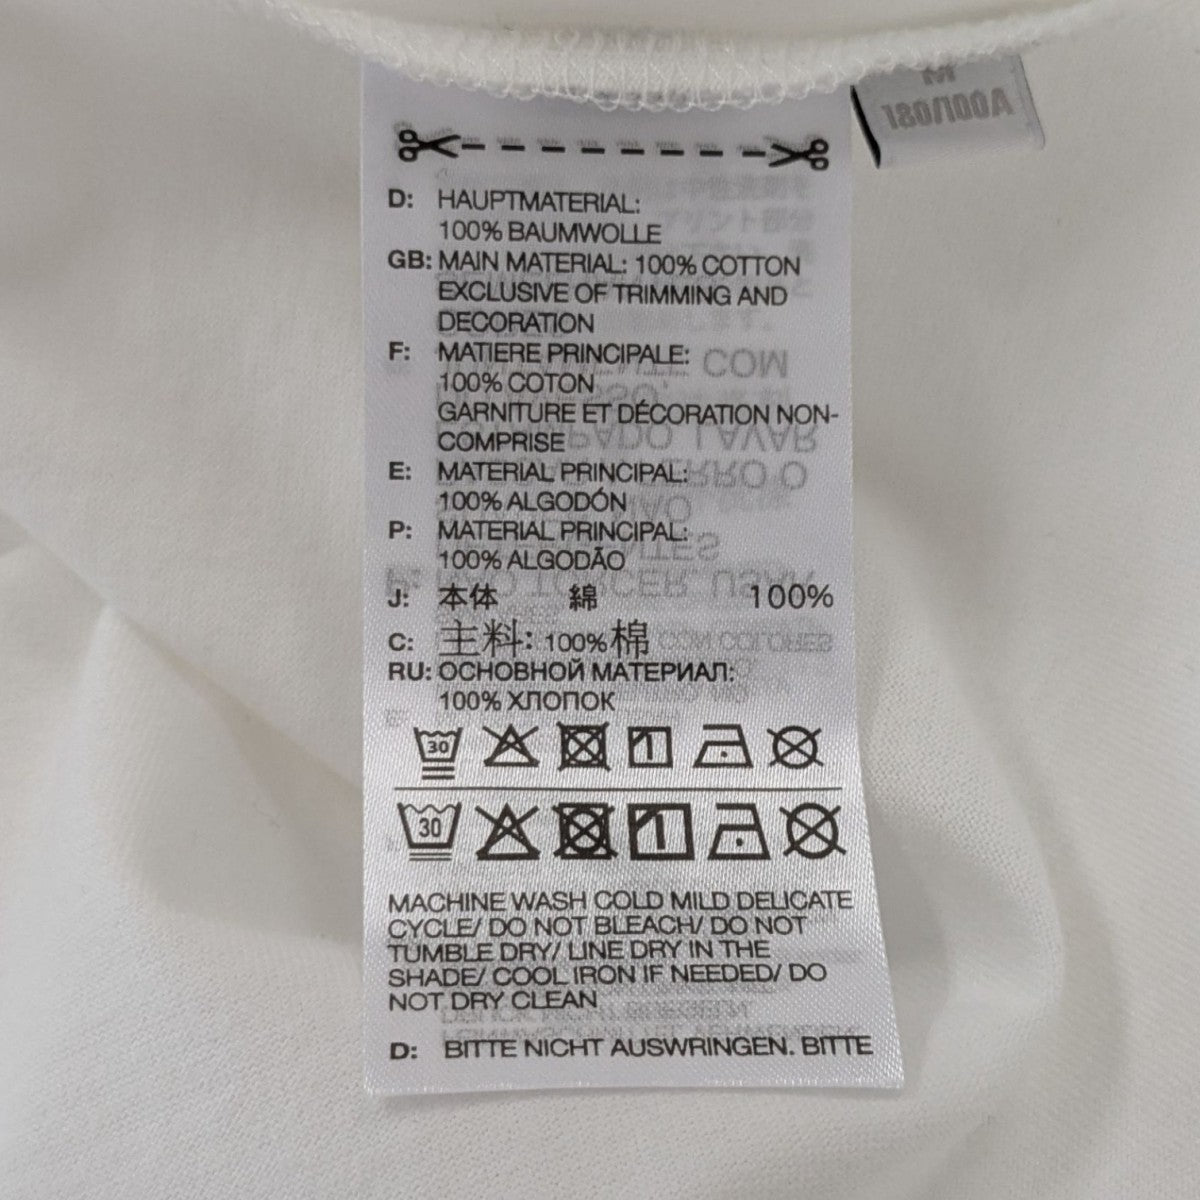 D: HAUPTMATERIAL:
100% BAUMWOLLE
GB: MAIN MATERIAL: 100% COTTON
EXCLUSIVE OF TRIMMING AND
DECORATION
F: MATIERE PRINCIPALE:
100% COTON
GARNITURE ET DÉCORATION NON-
COMPRISE
E: MATERIAL PRINCIPAL:
100% ALGODÓN
P: MATERIAL PRINCIPAL:
100% ALGODÃO
J: 本体 綿 100%
C: 主料: 100% 棉
RU: ОСНОВНОЙ МАТЕРИАЛ:
100% ХЛОПОК
30
30
MACHINE WASH COLD MILD DELICATE
CYCLE/ DO NOT BLEACH/ DO NOT
TUMBLE DRY/ LINE DRY IN THE
SHADE/ COOL IRON IF NEEDED/ DO
NOT DRY CLEAN
D: BITTE NICHT AUSWRINGEN. BITTE